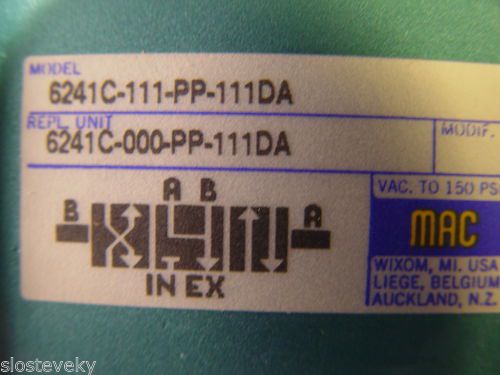 MODEL
6241C-111-PP-111DA
REPL. UNIT
6241C-000-PP-111DA
MODIF.
VAC. TO 150 PS
A B
B
A
IN EX
MAC
WIXOM, MI. USA
LIEGE, BELGIUM
AUCKLAND, N.Z.
slosteveky